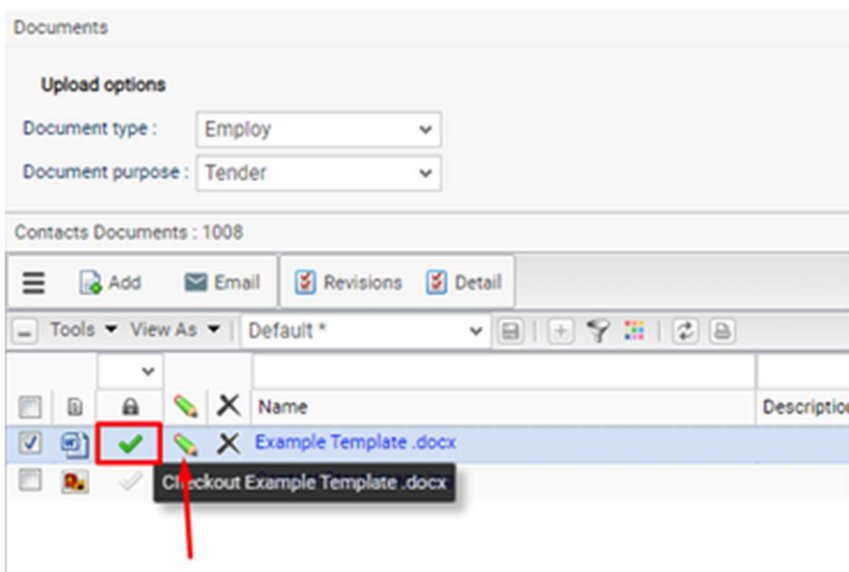 Documents
Upload options
Document type : Employ
Document purpose : Tender
Contacts Documents : 1008
Add Email Revisions Detail
Tools View As Default *
Name Description
Example Template .docx
Checkout Example Template .docx